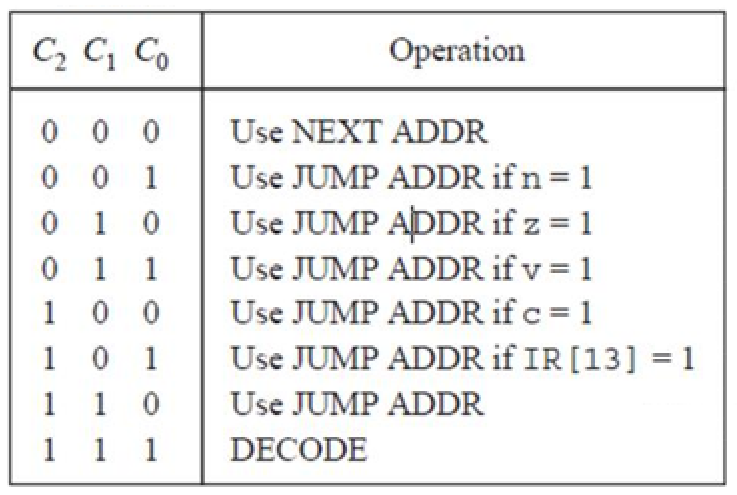 C2 C1 C0 Operation
0 0 0 Use NEXT ADDR
0 0 1 Use JUMP ADDR if n = 1
0 1 0 Use JUMP ADDR if z = 1
0 1 1 Use JUMP ADDR if v = 1
1 0 0 Use JUMP ADDR if c = 1
1 0 1 Use JUMP ADDR if IR[13] = 1
1 1 0 Use JUMP ADDR
1 1 1 DECODE